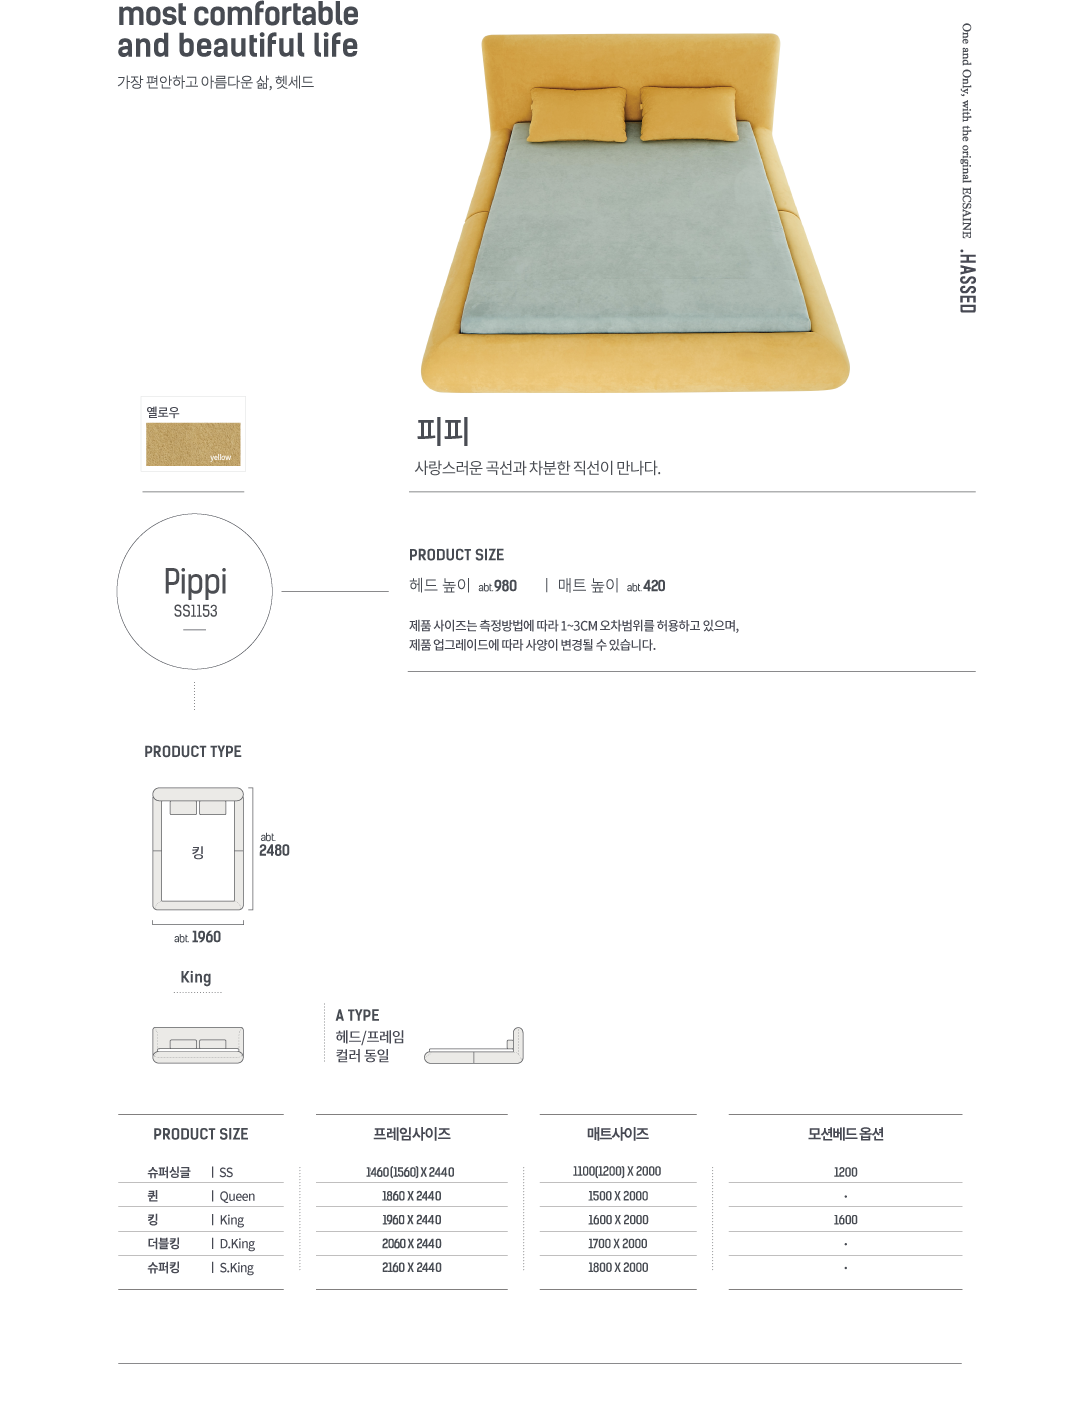 most comfortable
and beautiful life
가장 편안하고 아름다운 삶, 헷세드
One and Only, with the original ECSAINE .HASSED
옐로우
yellow
피피
사랑스러운 곡선과 차분한 직선이 만나다.
Pippi
SS1153
PRODUCT SIZE
헤드 높이 abt.980 | 매트 높이 abt.420
제품 사이즈는 측정방법에 따라 1~3CM 오차범위를 허용하고 있으며,
제품 업그레이드에 따라 사양이 변경될 수 있습니다.
PRODUCT TYPE
킹
abt.
2480
abt. 1960
King
A TYPE
헤드/프레임
컬러 동일
PRODUCT SIZE 프레임사이즈 매트사이즈 모션베드 옵션
슈퍼싱글 | SS 1460(1560) X 2440 1100(1200) X 2000 1200
퀸 | Queen 1860 X 2440 1500 X 2000 -
킹 | King 1960 X 2440 1600 X 2000 1600
더블킹 | D.King 2060 X 2440 1700 X 2000 -
슈퍼킹 | S.King 2160 X 2440 1800 X 2000 -